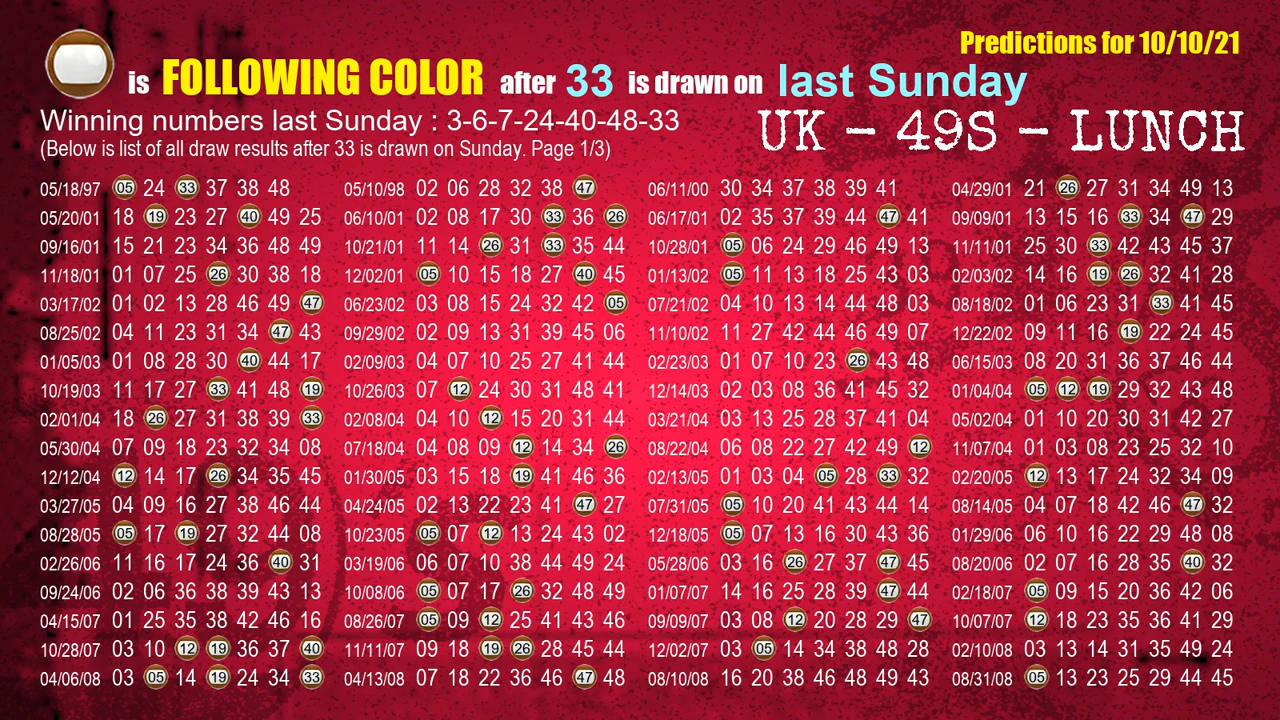 Predictions for 10/10/21
is FOLLOWING COLOR after 33 is drawn on last Sunday
Winning numbers last Sunday : 3-6-7-24-40-48-33
UK - 49S - LUNCH
(Below is list of all draw results after 33 is drawn on Sunday. Page 1/3)
05/18/97 05 24 33 37 38 48 05/10/98 02 06 28 32 38 47 06/11/00 30 34 37 38 39 41 04/29/01 21 26 27 31 34 49 13
05/20/01 18 19 23 27 40 49 25 06/10/01 02 08 17 30 33 36 26 06/17/01 02 35 37 39 44 47 41 09/09/01 13 15 16 33 34 47 29
09/16/01 15 21 23 34 36 48 49 10/21/01 11 14 26 31 33 35 44 10/28/01 05 06 24 29 46 49 13 11/11/01 25 30 33 42 43 45 37
11/18/01 01 07 25 26 30 38 18 12/02/01 05 10 15 18 27 40 45 01/13/02 05 11 13 18 25 43 03 02/03/02 14 16 19 26 32 41 28
03/17/02 01 02 13 28 46 49 47 06/23/02 03 08 15 24 32 42 05 07/21/02 04 10 13 14 44 48 03 08/18/02 01 06 23 31 33 41 45
08/25/02 04 11 23 31 34 47 43 09/29/02 02 09 13 31 39 45 06 11/10/02 11 27 42 44 46 49 07 12/22/02 09 11 16 19 22 24 45
01/05/03 01 08 28 30 40 44 17 02/09/03 04 07 10 25 27 41 44 02/23/03 01 07 10 23 26 43 48 06/15/03 08 20 31 36 37 46 44
10/19/03 11 17 27 33 41 48 19 10/26/03 07 12 24 30 31 48 41 12/14/03 02 03 08 36 41 45 32 01/04/04 05 12 19 29 32 43 48
02/01/04 18 26 27 31 38 39 33 02/08/04 04 10 12 15 20 31 44 03/21/04 03 13 25 28 37 41 04 05/02/04 01 10 20 30 31 42 27
05/30/04 07 09 18 23 32 34 08 07/18/04 04 08 09 12 14 34 26 08/22/04 06 08 22 27 42 49 12 11/07/04 01 03 08 23 25 32 10
12/12/04 12 14 17 26 34 35 45 01/30/05 03 15 18 19 41 46 36 02/13/05 01 03 04 05 28 33 32 02/20/05 12 13 17 24 32 34 09
03/27/05 04 09 16 27 38 46 44 04/24/05 02 13 22 23 41 47 27 07/31/05 05 10 20 41 43 44 14 08/14/05 04 07 18 42 46 47 32
08/28/05 05 17 19 27 32 44 08 10/23/05 05 07 12 13 24 43 02 12/18/05 05 07 13 16 30 43 36 01/29/06 06 10 16 22 29 48 08
02/26/06 11 16 17 24 36 40 31 03/19/06 06 07 10 38 44 49 24 05/28/06 03 16 26 27 37 47 45 08/20/06 02 07 16 28 35 40 32
09/24/06 02 06 36 38 39 43 13 10/08/06 05 07 17 26 32 48 49 01/07/07 14 16 25 28 39 47 44 02/18/07 05 09 15 20 36 42 06
04/15/07 01 25 35 38 42 46 16 08/26/07 05 09 12 25 41 43 46 09/09/07 03 08 12 20 28 29 47 10/07/07 12 18 23 35 36 41 29
10/28/07 03 10 12 19 36 37 40 11/11/07 09 18 19 26 28 45 44 12/02/07 03 05 14 34 38 48 28 02/10/08 03 13 14 31 35 49 24
04/06/08 03 05 14 19 24 34 33 04/13/08 07 18 22 36 46 47 48 08/10/08 16 20 38 46 48 49 43 08/31/08 05 13 23 25 29 44 45